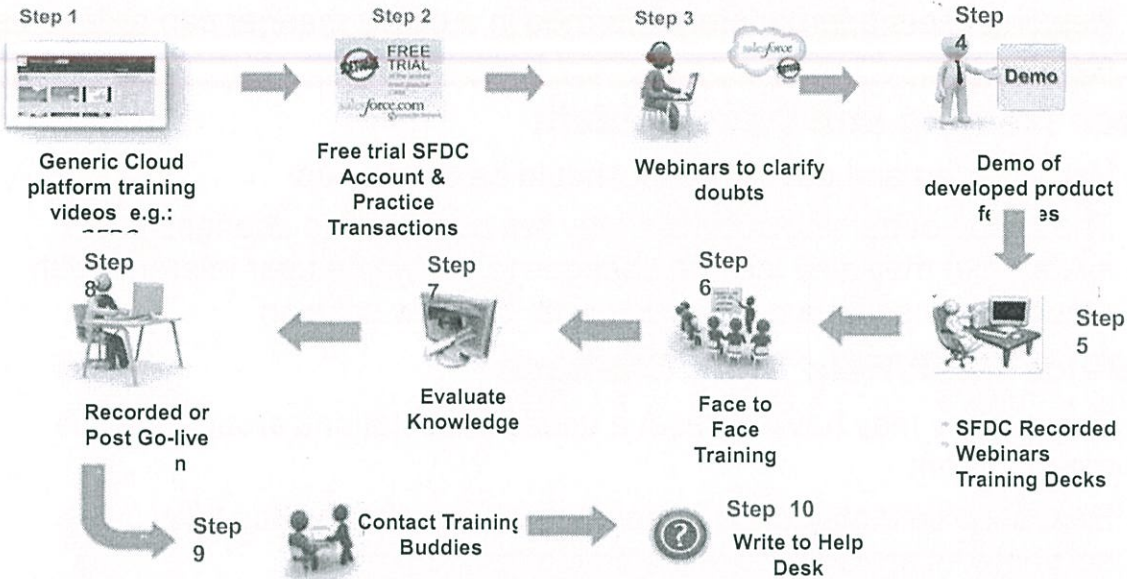 Step 1
Step 2
Step 3
Step
4
FREE
TRIAL
salesforce.com
salesforce
Demo
Generic Cloud
platform training
videos e.g.:
Free trial SFDC
Account &
Practice
Transactions
Webinars to clarify
doubts
Demo of
developed product
Step
8
Step
7
Step
6
Step
5
Recorded or
Post Go-live
n
Evaluate
Knowledge
Face to
Face
Training
SFDC Recorded
Webinars
Training Decks
Step
9
Contact Training
Buddies
?
Step 10
Write to Help
Desk